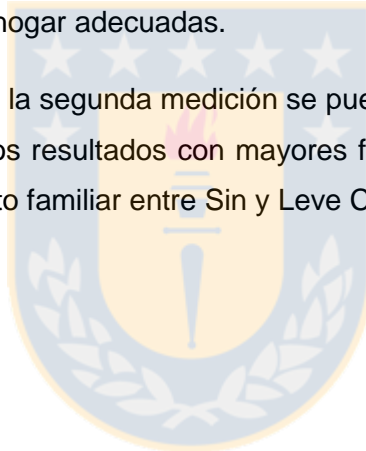 hogar adecuadas.
la segunda medición se pue
os resultados con mayores f
to familiar entre Sin y Leve C